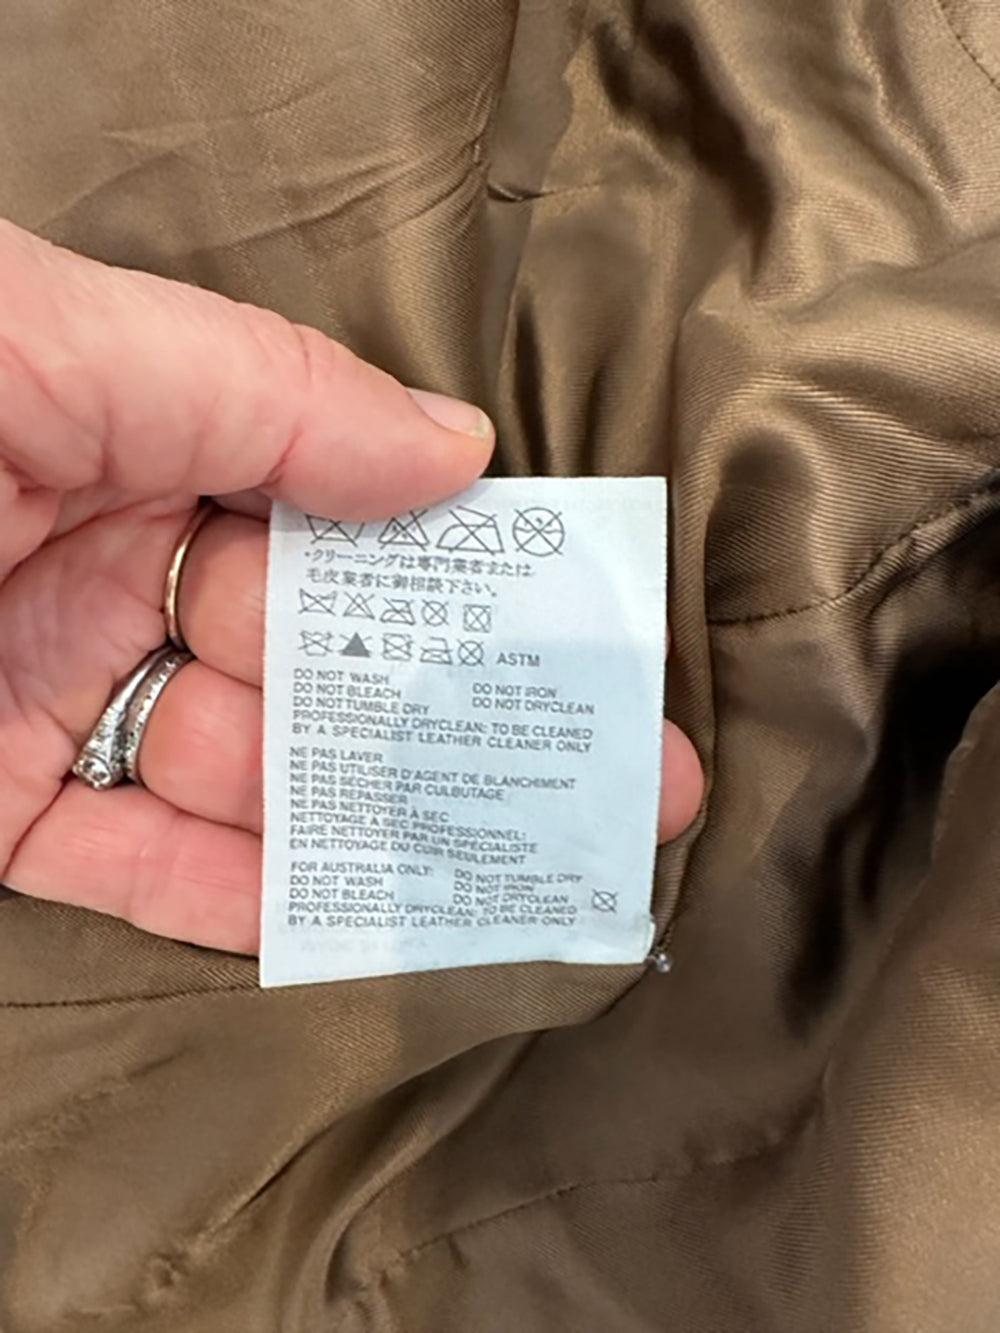 ・クリーニングは専門業者または
毛皮業者に御相談下さい。
ASTM
DO NOT WASH
DO NOT BLEACH DO NOT IRON
DO NOT TUMBLE DRY DO NOT DRYCLEAN
PROFESSIONALLY DRYCLEAN: TO BE CLEANED
BY A SPECIALIST LEATHER CLEANER ONLY
NE PAS LAVER
NE PAS UTILISER D'AGENT DE BLANCHIMENT
NE PAS SÉCHER PAR CULBUTAGE
NE PAS REPASSER
NE PAS NETTOYER À SEC
NETTOYAGE À SEC PROFESSIONNEL:
FAIRE NETTOYER PAR UN SPÉCIALISTE
EN NETTOYAGE DU CUIR SEULEMENT
FOR AUSTRALIA ONLY: DO NOT TUMBLE DRY
DO NOT WASH DO NOT IRON
DO NOT BLEACH DO NOT DRYCLEAN
PROFESSIONALLY DRYCLEAN: TO BE CLEANED
BY A SPECIALIST LEATHER CLEANER ONLY